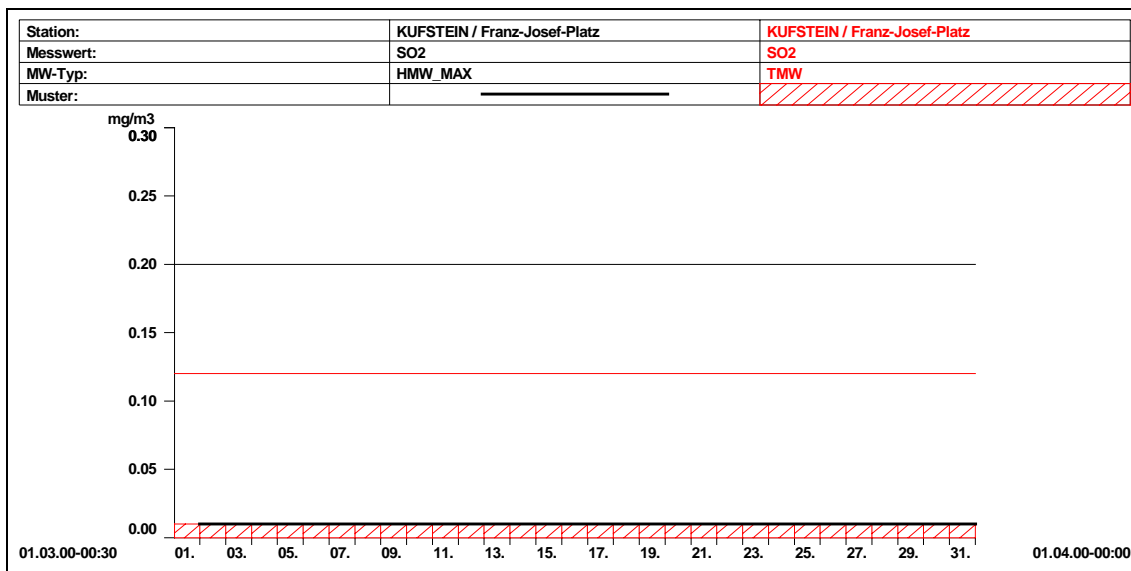 Station: KUFSTEIN / Franz-Josef-Platz KUFSTEIN / Franz-Josef-Platz
Messwert: SO2 SO2
MW-Typ: HMW_MAX TMW
Muster:
mg/m3
0.30
0.25
0.20
0.15
0.10
0.05
0.00
01.03.00-00:30 01. 03. 05. 07. 09. 11. 13. 15. 17. 19. 21. 23. 25. 27. 29. 31. 01.04.00-00:00